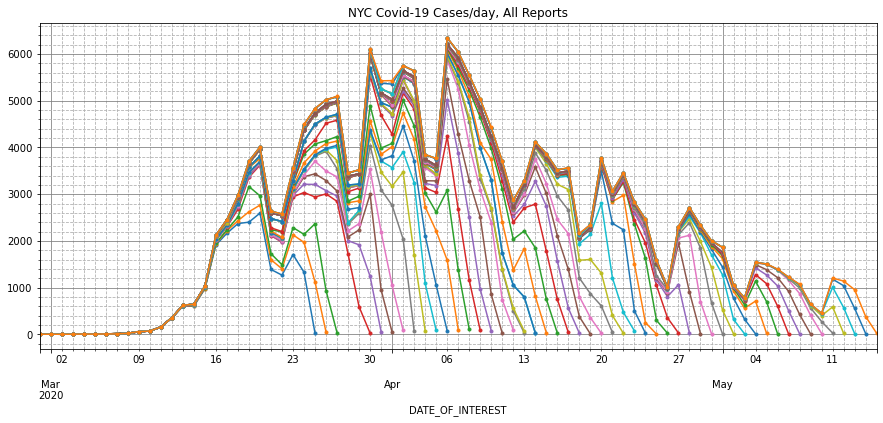 NYC Covid-19 Cases/day, All Reports
6000
5000
4000
3000
2000
1000
0
02 09 16 23 30 06 13 20 27 04 11
Mar Apr May
2020
DATE_OF_INTEREST